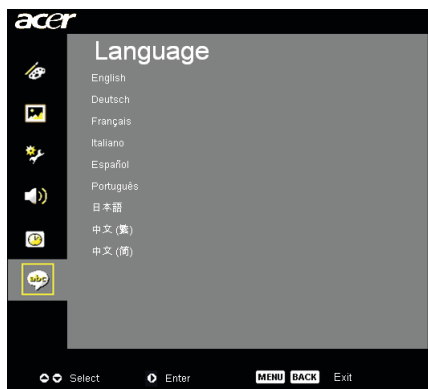 acer
Language
English
Deutsch
Français
Italiano
Español
Português
日本語
中文 (繁)
中文 (简)
abc
Select Enter MENU BACK Exit